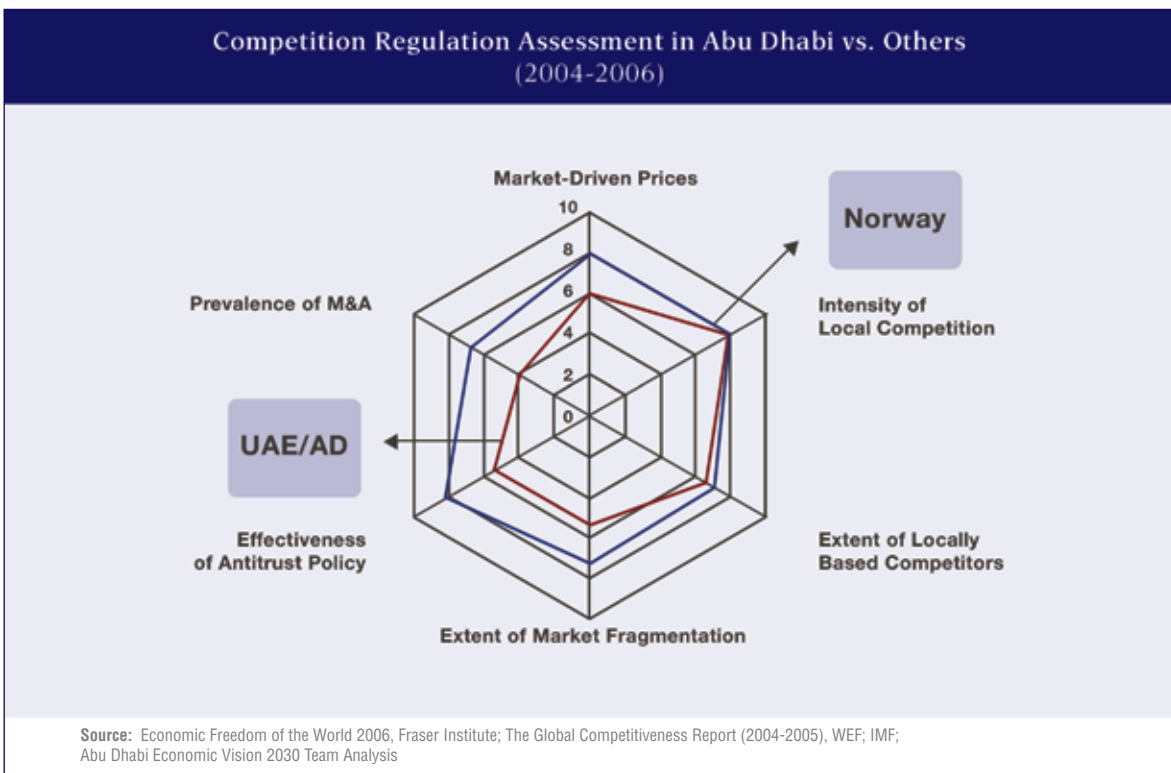 Competition Regulation Assessment in Abu Dhabi vs. Others
(2004-2006)
Market-Driven Prices
10
8
6
4
2
0
Norway
Prevalence of M&A
Intensity of
Local Competition
UAE/AD
Effectiveness
of Antitrust Policy
Extent of Locally
Based Competitors
Extent of Market Fragmentation
Source: Economic Freedom of the World 2006, Fraser Institute; The Global Competitiveness Report (2004-2005), WEF; IMF;
Abu Dhabi Economic Vision 2030 Team Analysis